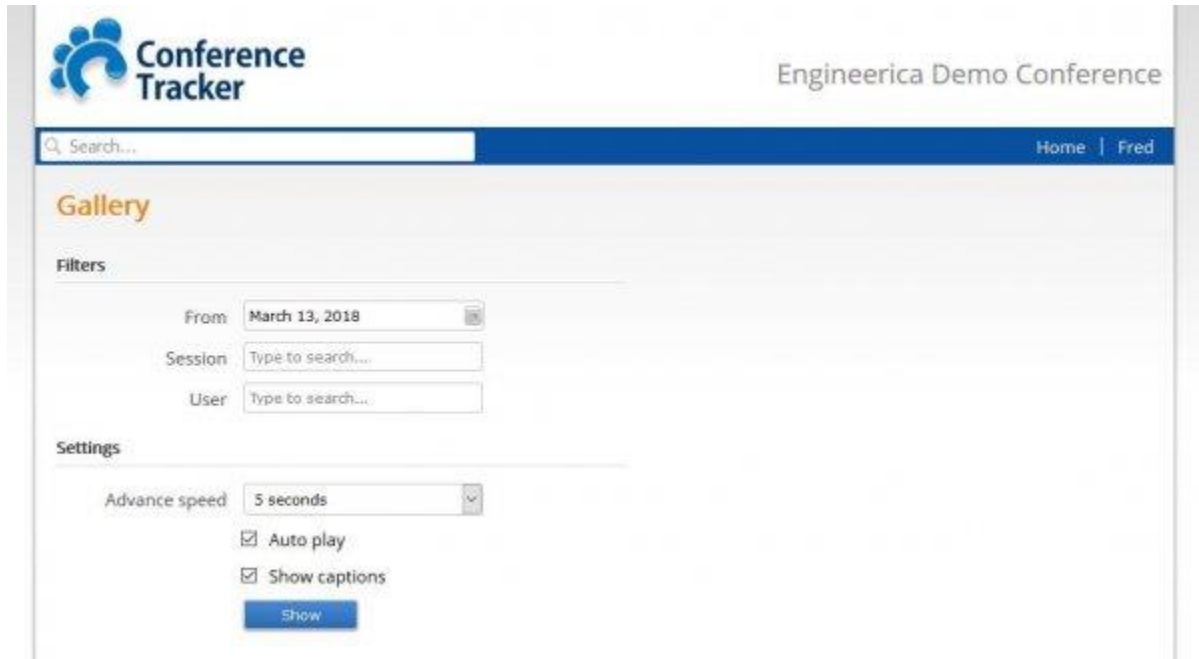 Conference
Tracker
Engineerica Demo Conference
Search...
Home | Fred
Gallery
Filters
From March 13, 2018
Session Type to search....
User Type to search...
Settings
Advance speed 5 seconds
Auto play
Show captions
Show